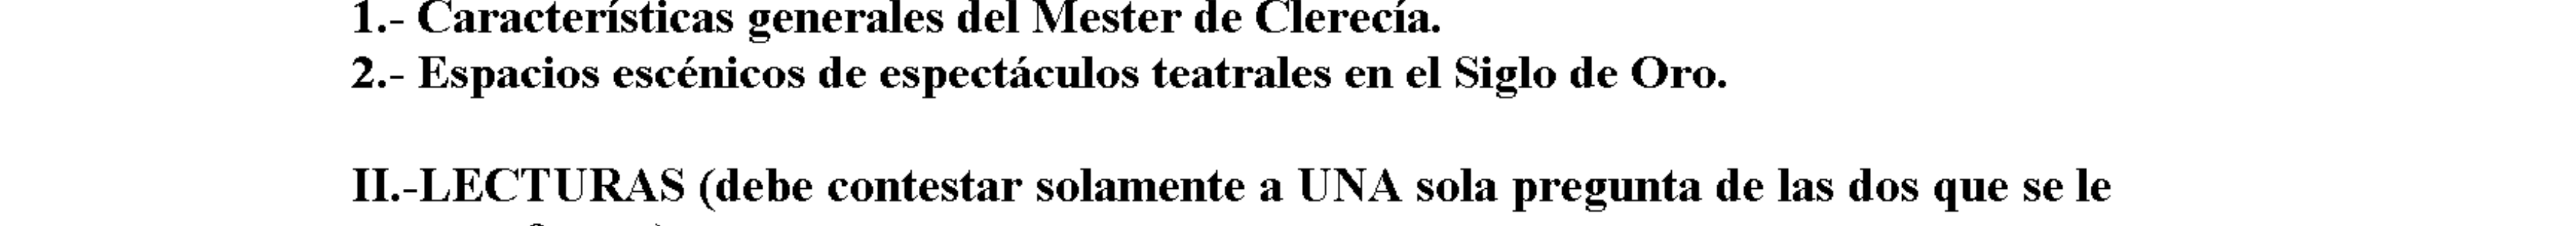 1.- Características generales del Mester de Clerecía.
2.- Espacios escénicos de espectáculos teatrales en el Siglo de Oro.
II.-LECTURAS (debe contestar solamente a UNA sola pregunta de las dos que se le